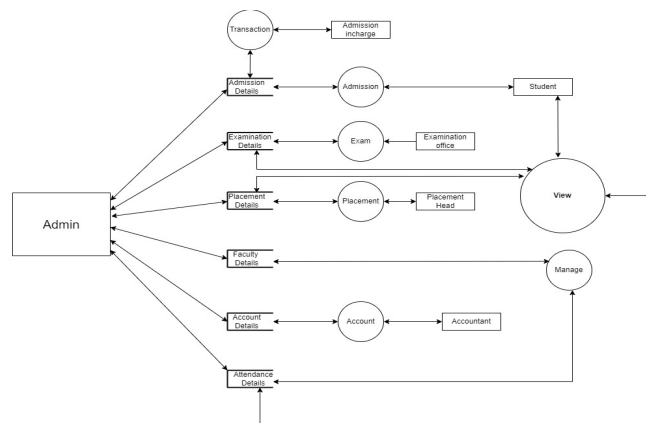 Transaction
Admission
incharge
Admission
Details
Admission
Student
Examination
Details
Exam
Examination
office
Admin
Placement
Details
Placement
Placement
Head
View
Faculty
Details
Manage
Account
Details
Account
Accountant
Attendance
Details